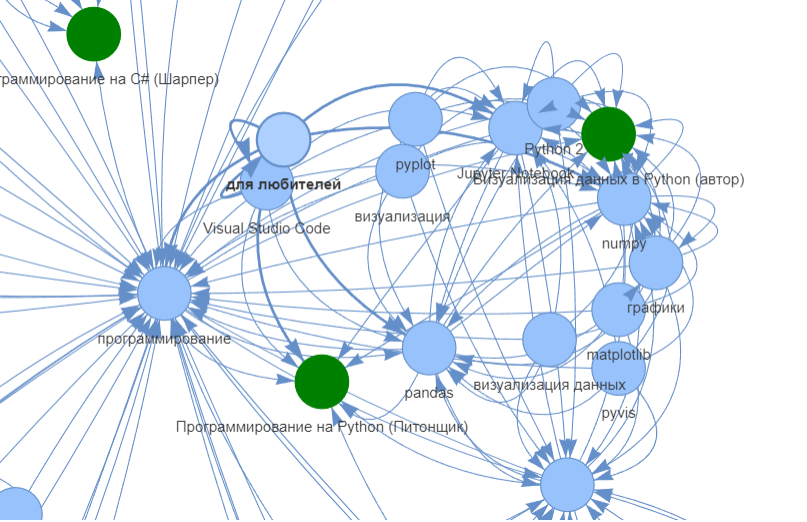 граммирование на C# (Шарпер)
Python 2
pyplot
Jupyter Notebook
Визуализация данных в Python (автор)
для любителей
визуализация
Visual Studio Code
numpy
графики
программирование
matplotlib
визуализация данных
pandas
pyvis
Программирование на Python (Питонщик)